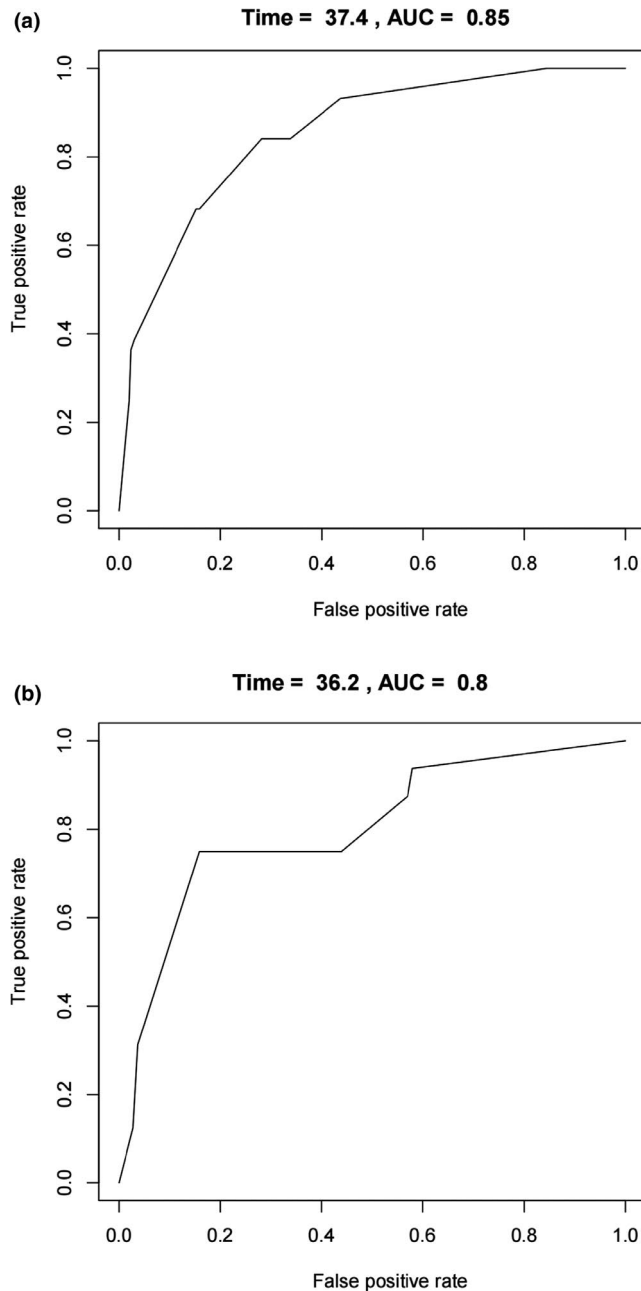 (a)
Time = 37.4 , AUC = 0.85
True positive rate
1.0
0.8
0.6
0.4
0.2
0.0
0.0 0.2 0.4 0.6 0.8 1.0
False positive rate
(b)
Time = 36.2 , AUC = 0.8
True positive rate
1.0
0.8
0.6
0.4
0.2
0.0
0.0 0.2 0.4 0.6 0.8 1.0
False positive rate